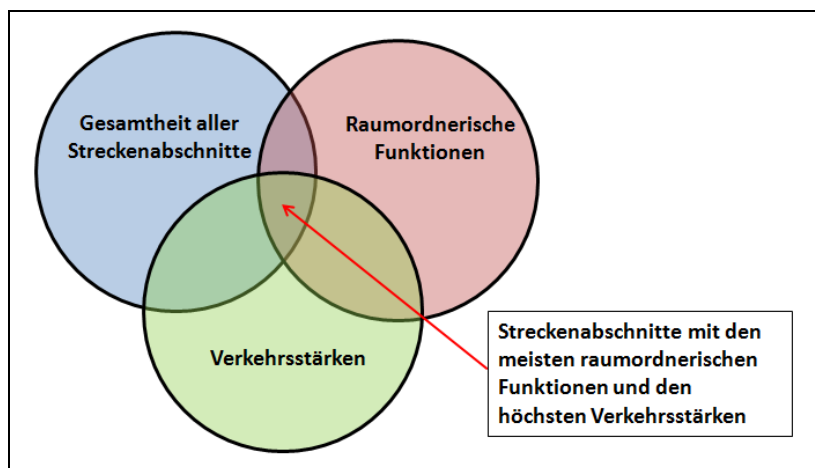 Gesamtheit aller
Streckenabschnitte
Raumordnerische
Funktionen
Verkehrsstärken
Streckenabschnitte mit den
meisten raumordnerischen
Funktionen und den
höchsten Verkehrsstärken